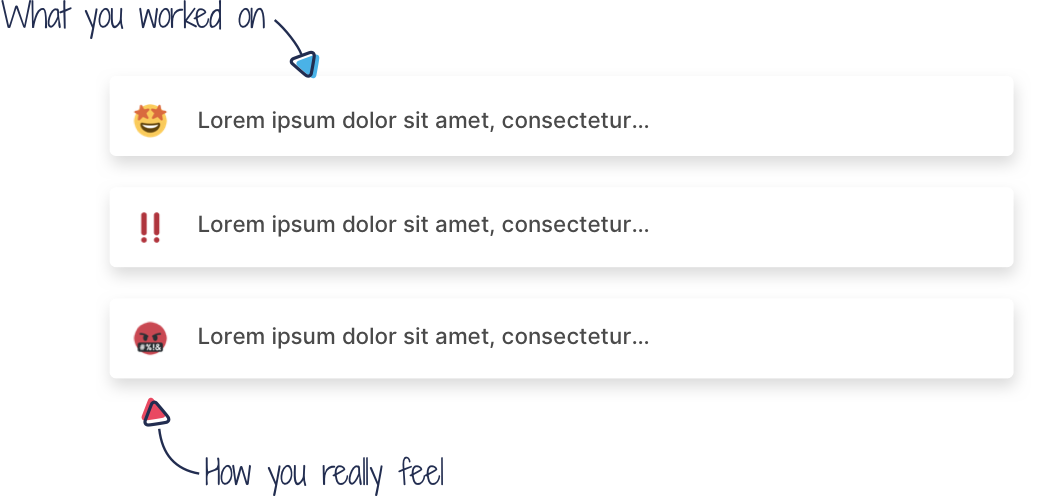 What you worked on
🤩 Lorem ipsum dolor sit amet, consectetur...
‼ Lorem ipsum dolor sit amet, consectetur...
🤬 Lorem ipsum dolor sit amet, consectetur...
How you really feel